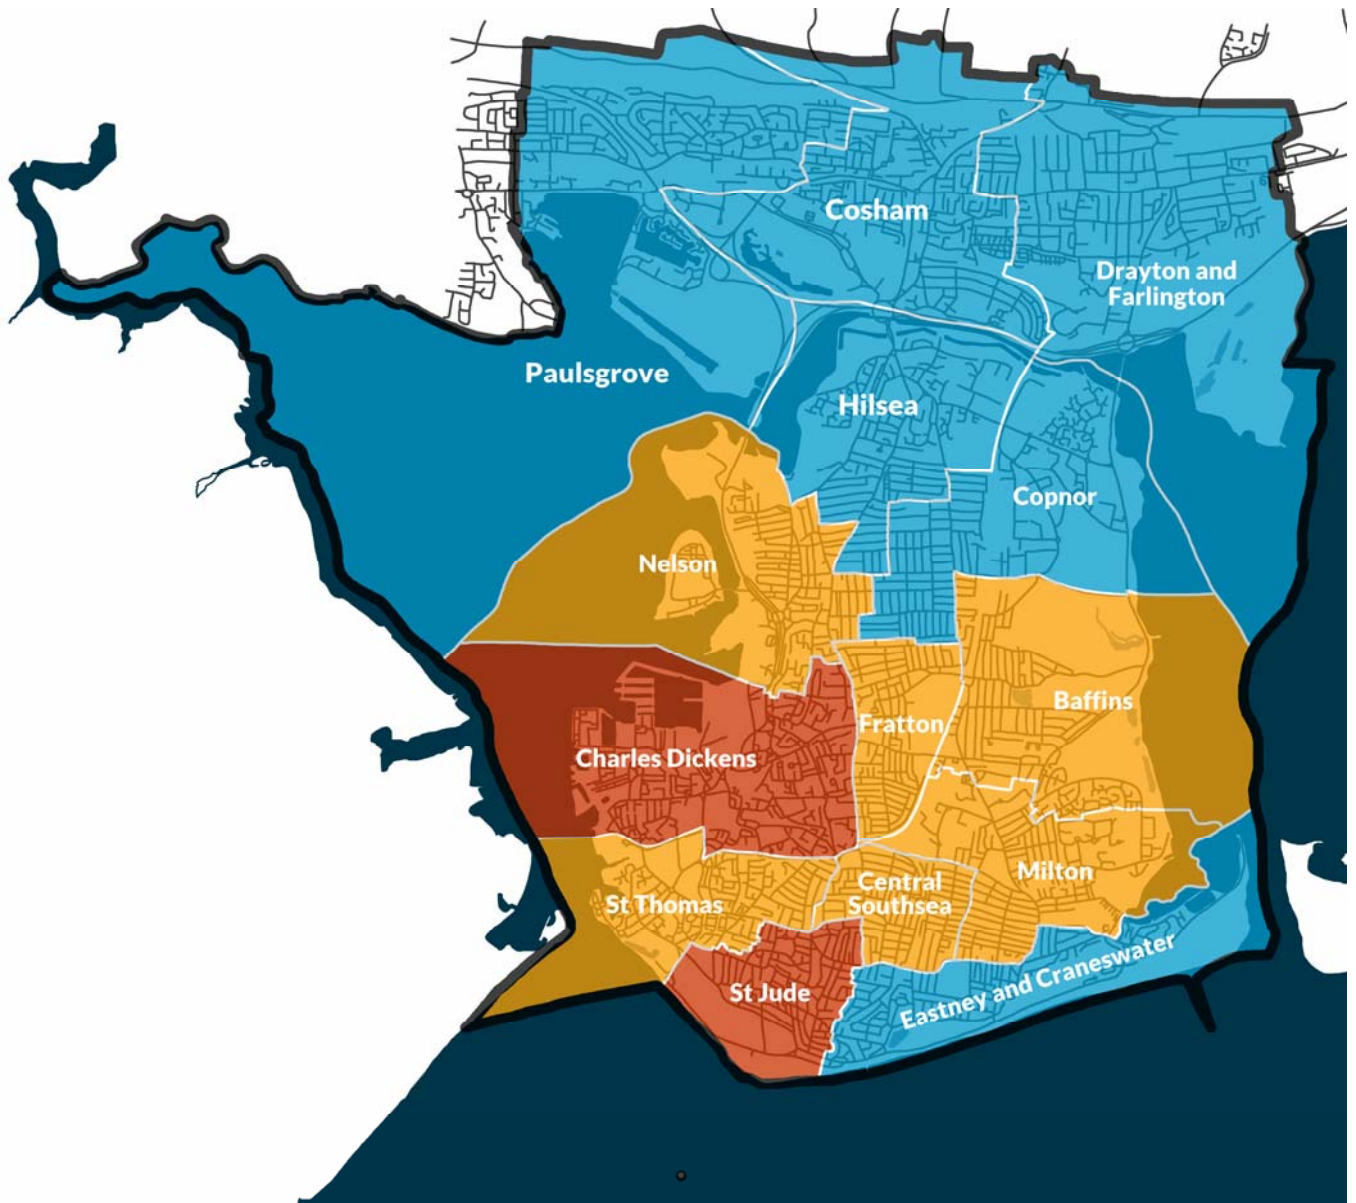 Cosham
Drayton and
Farlington
Paulsgrove
Hilsea
Copnor
Nelson
Baffins
Fratton
Charles Dickens
Milton
Central
Southsea
St Thomas
St Jude
Eastney and Craneswater